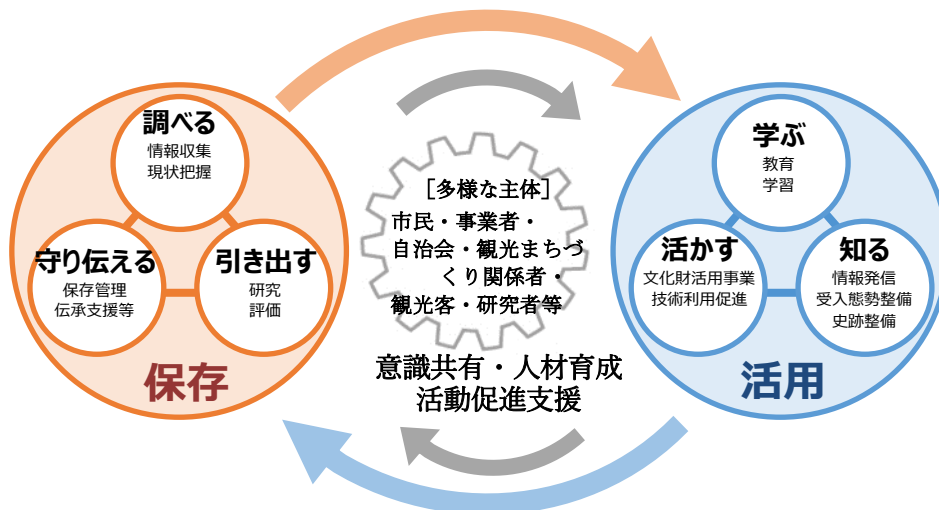 調べる
情報収集
現状把握
守り伝える
保存管理
伝承支援等
引き出す
研究
評価
保存
［多様な主体］
市民・事業者・
自治会・観光まちづ
くり関係者・
観光客・研究者等
意識共有・人材育成
活動促進支援
学ぶ
教育
学習
活かす
文化財活用事業
技術利用促進
知る
情報発信
受入態勢整備
史跡整備
活用